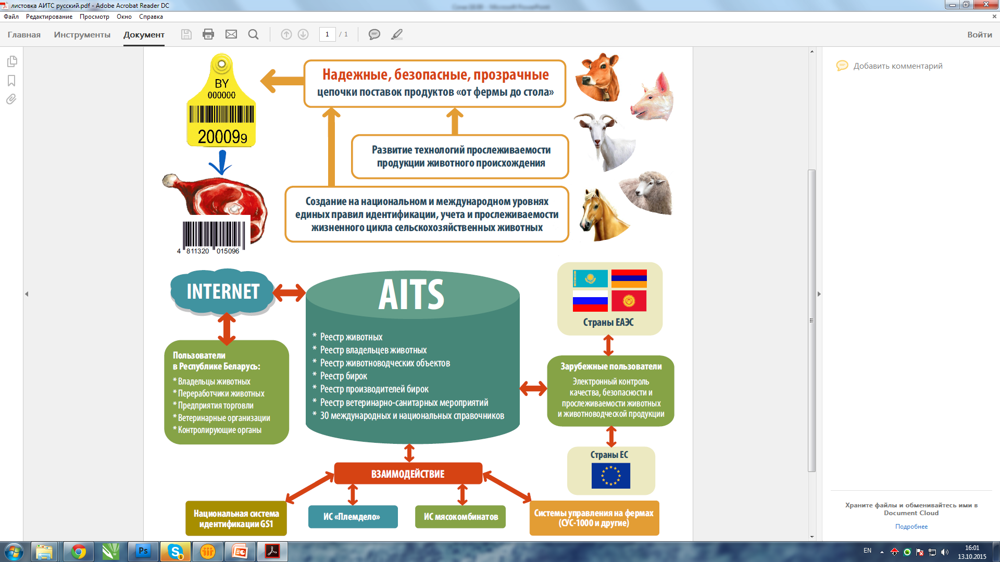 листовка АИТС русский.pdf - Adobe Acrobat Reader DC
Файл Редактирование Просмотр Окно Справка
Главная Инструменты Документ 1 / 1 Войти
Добавить комментарий
BY
000000
200099
Надежные, безопасные, прозрачные
цепочки поставок продуктов «от фермы до стола»
Развитие технологий прослеживаемости
продукции животного происхождения
Создание на национальном и международном уровнях
единых правил идентификации, учета и прослеживаемости
жизненного цикла сельскохозяйственных животных
4 811320 015096
INTERNET
AITS
* Реестр животных
* Реестр владельцев животных
* Реестр животноводческих объектов
* Реестр бирок
* Реестр производителей бирок
* Реестр ветеринарно-санитарных мероприятий
* 30 международных и национальных справочников
Страны ЕАЭС
Пользователи
в Республике Беларусь:
* Владельцы животных
* Переработчики животных
* Предприятия торговли
* Ветеринарные организации
* Контролирующие органы
Зарубежные пользователи
Электронный контроль
качества, безопасности и
прослеживаемости животных
и животноводческой продукции
Страны ЕС
ВЗАИМОДЕЙСТВИЕ
Национальная система
идентификации GS1
ИС «Племдело»
ИС мясокомбинатов
Системы управления на фермах
(СУС-1000 и другие)
Храните файлы и обменивайтесь ими в
Document Cloud
Подробнее
Ps
S
1
EN
16:01
13.10.2015